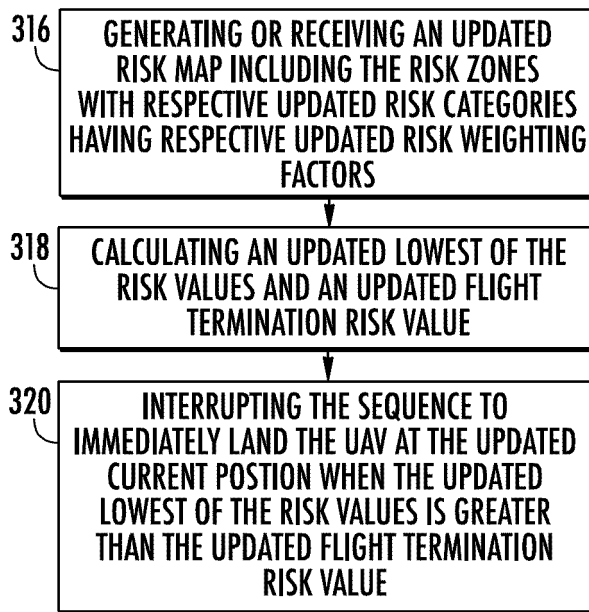 316
GENERATING OR RECEIVING AN UPDATED
RISK MAP INCLUDING THE RISK ZONES
WITH RESPECTIVE UPDATED RISK CATEGORIES
HAVING RESPECTIVE UPDATED RISK WEIGHTING
FACTORS
318
CALCULATING AN UPDATED LOWEST OF THE
RISK VALUES AND AN UPDATED FLIGHT
TERMINATION RISK VALUE
320
INTERRUPTING THE SEQUENCE TO
IMMEDIATELY LAND THE UAV AT THE UPDATED
CURRENT POSTION WHEN THE UPDATED
LOWEST OF THE RISK VALUES IS GREATER
THAN THE UPDATED FLIGHT TERMINATION
RISK VALUE